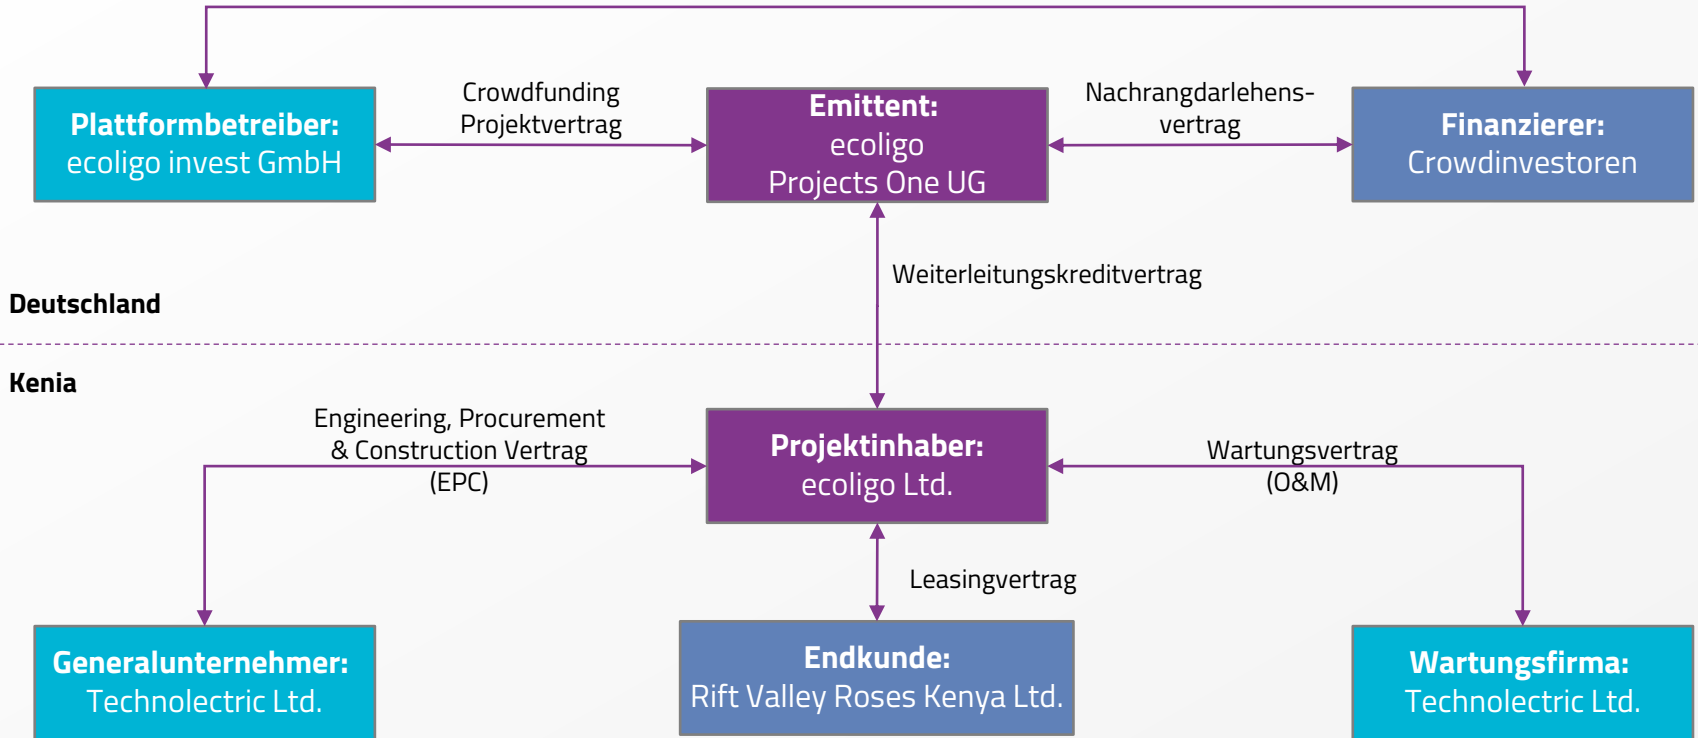 Plattformbetreiber:
ecoligo invest GmbH
Crowdfunding
Projektvertrag
Emittent:
ecoligo
Projects One UG
Nachrangdarlehens-
vertrag
Finanzierer:
Crowdinvestoren
Weiterleitungskreditvertrag
Deutschland
Kenia
Engineering, Procurement
& Construction Vertrag
(EPC)
Projektinhaber:
ecoligo Ltd.
Wartungsvertrag
(O&M)
Leasingvertrag
Generalunternehmer:
Technolectric Ltd.
Endkunde:
Rift Valley Roses Kenya Ltd.
Wartungsfirma:
Technolectric Ltd.